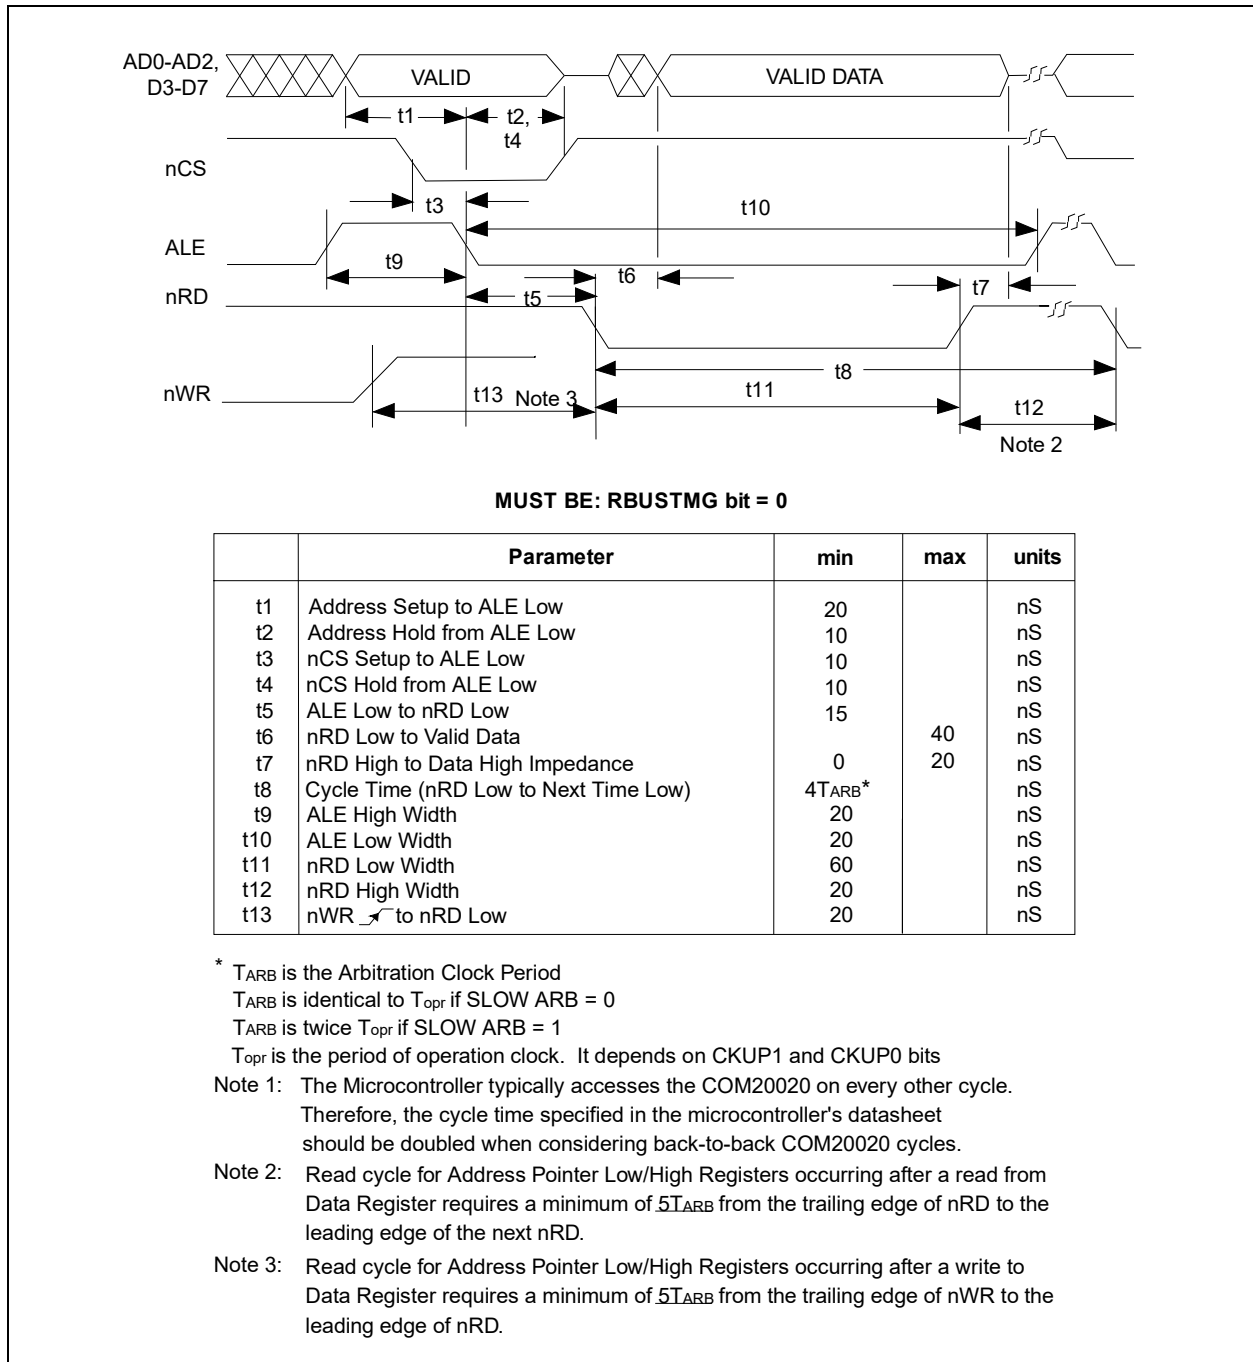 AD0-AD2,
D3-D7
VALID
VALID DATA
t1
t2,
t4
nCS
t3
t10
ALE
t9
t6
t7
nRD
t5
t8
nWR
t13 Note 3
t11
t12
Note 2
MUST BE: RBUSTMG bit = 0
Parameter min max units
t1 Address Setup to ALE Low 20 nS
t2 Address Hold from ALE Low 10 nS
t3 nCS Setup to ALE Low 10 nS
t4 nCS Hold from ALE Low 10 nS
t5 ALE Low to nRD Low 15 nS
t6 nRD Low to Valid Data 40 nS
t7 nRD High to Data High Impedance 0 20 nS
t8 Cycle Time (nRD Low to Next Time Low) 4TARB* nS
t9 ALE High Width 20 nS
t10 ALE Low Width 20 nS
t11 nRD Low Width 60 nS
t12 nRD High Width 20 nS
t13 nWR to nRD Low 20 nS
* TARB is the Arbitration Clock Period
TARB is identical to Topr if SLOW ARB = 0
TARB is twice Topr if SLOW ARB = 1
Topr is the period of operation clock. It depends on CKUP1 and CKUP0 bits
Note 1: The Microcontroller typically accesses the COM20020 on every other cycle.
Therefore, the cycle time specified in the microcontroller's datasheet
should be doubled when considering back-to-back COM20020 cycles.
Note 2: Read cycle for Address Pointer Low/High Registers occurring after a read from
Data Register requires a minimum of 5TARB from the trailing edge of nRD to the
leading edge of the next nRD.
Note 3: Read cycle for Address Pointer Low/High Registers occurring after a write to
Data Register requires a minimum of 5TARB from the trailing edge of nWR to the
leading edge of nRD.